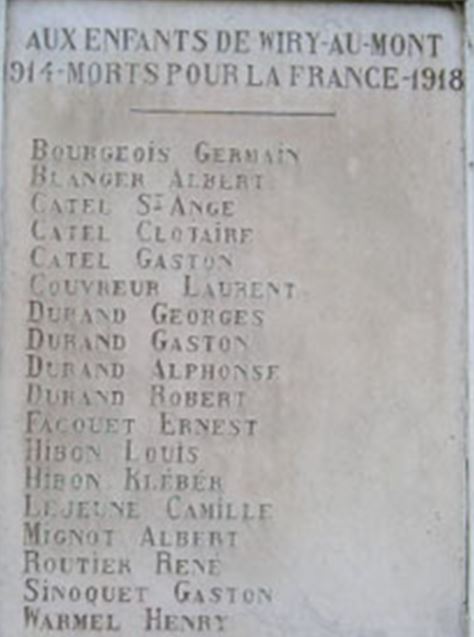 AUX ENFANTS DE WIRY-AU-MONT
1914-MORTS POUR LA FRANCE-1918
BOURGEOIS GERMAIN
BLANGER ALBERT
CATEL ST ANGE
CATEL CLOTAIRE
CATEL GASTON
COUVREUR LAURENT
DURAND GEORGES
DURAND GASTON
DURAND ALPHONSE
DURAND ROBERT
FACQUET ERNEST
HIBON LOUIS
HIBON KLÉBÉR
LEJEUNE CAMILLE
MIGNOT ALBERT
ROUTIER RENÉ
SINOQUET GASTON
WARMEL HENRY